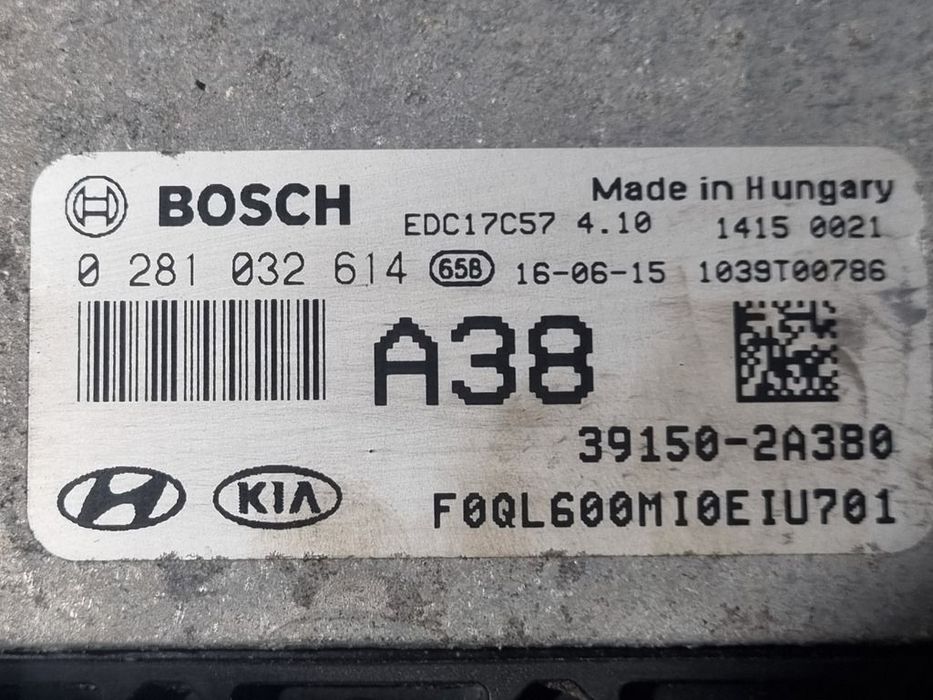 BOSCH
Made in Hungary
EDC17C57 4.10 1415 0021
0 281 032 614 65B 16-06-15 1039T00786
A38
39150-2A380
H KIA F0QL600MI0EIU701